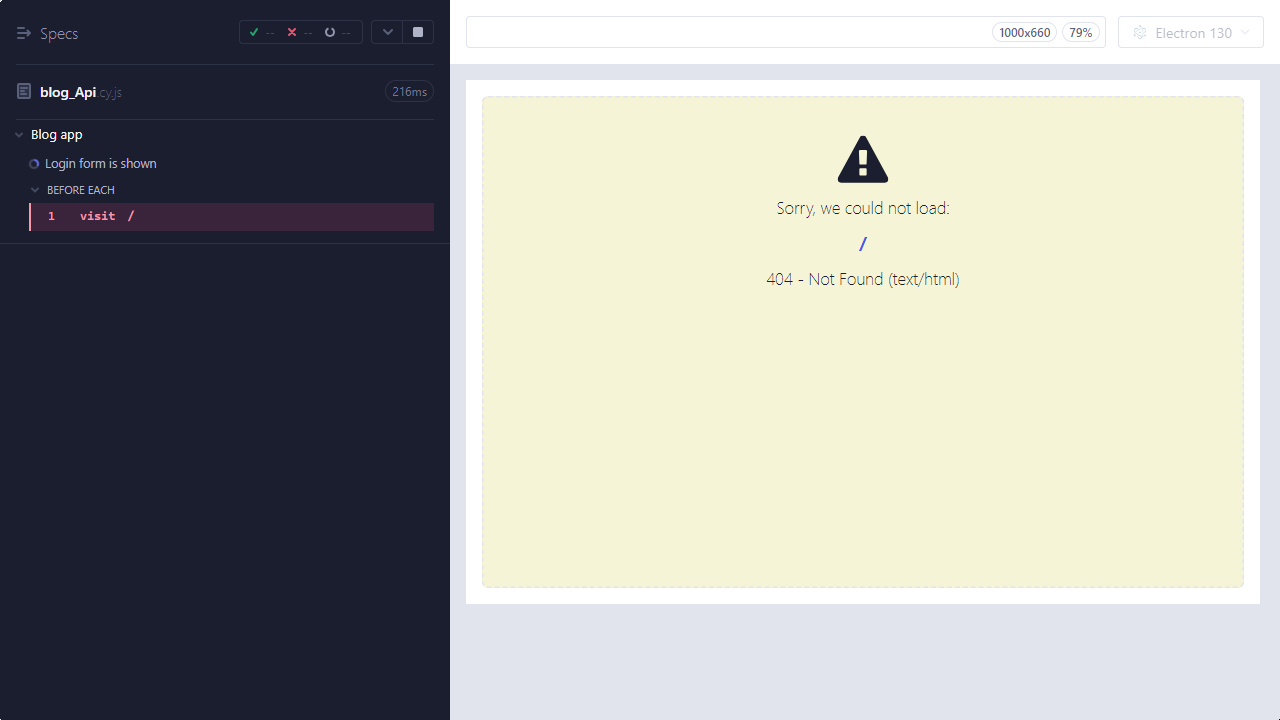 Specs
--
--
--
1000x660
79%
Electron 130
blog_Api.cy.js
216ms
Blog app
Login form is shown
BEFORE EACH
1 visit /
Sorry, we could not load:
/
404 - Not Found (text/html)